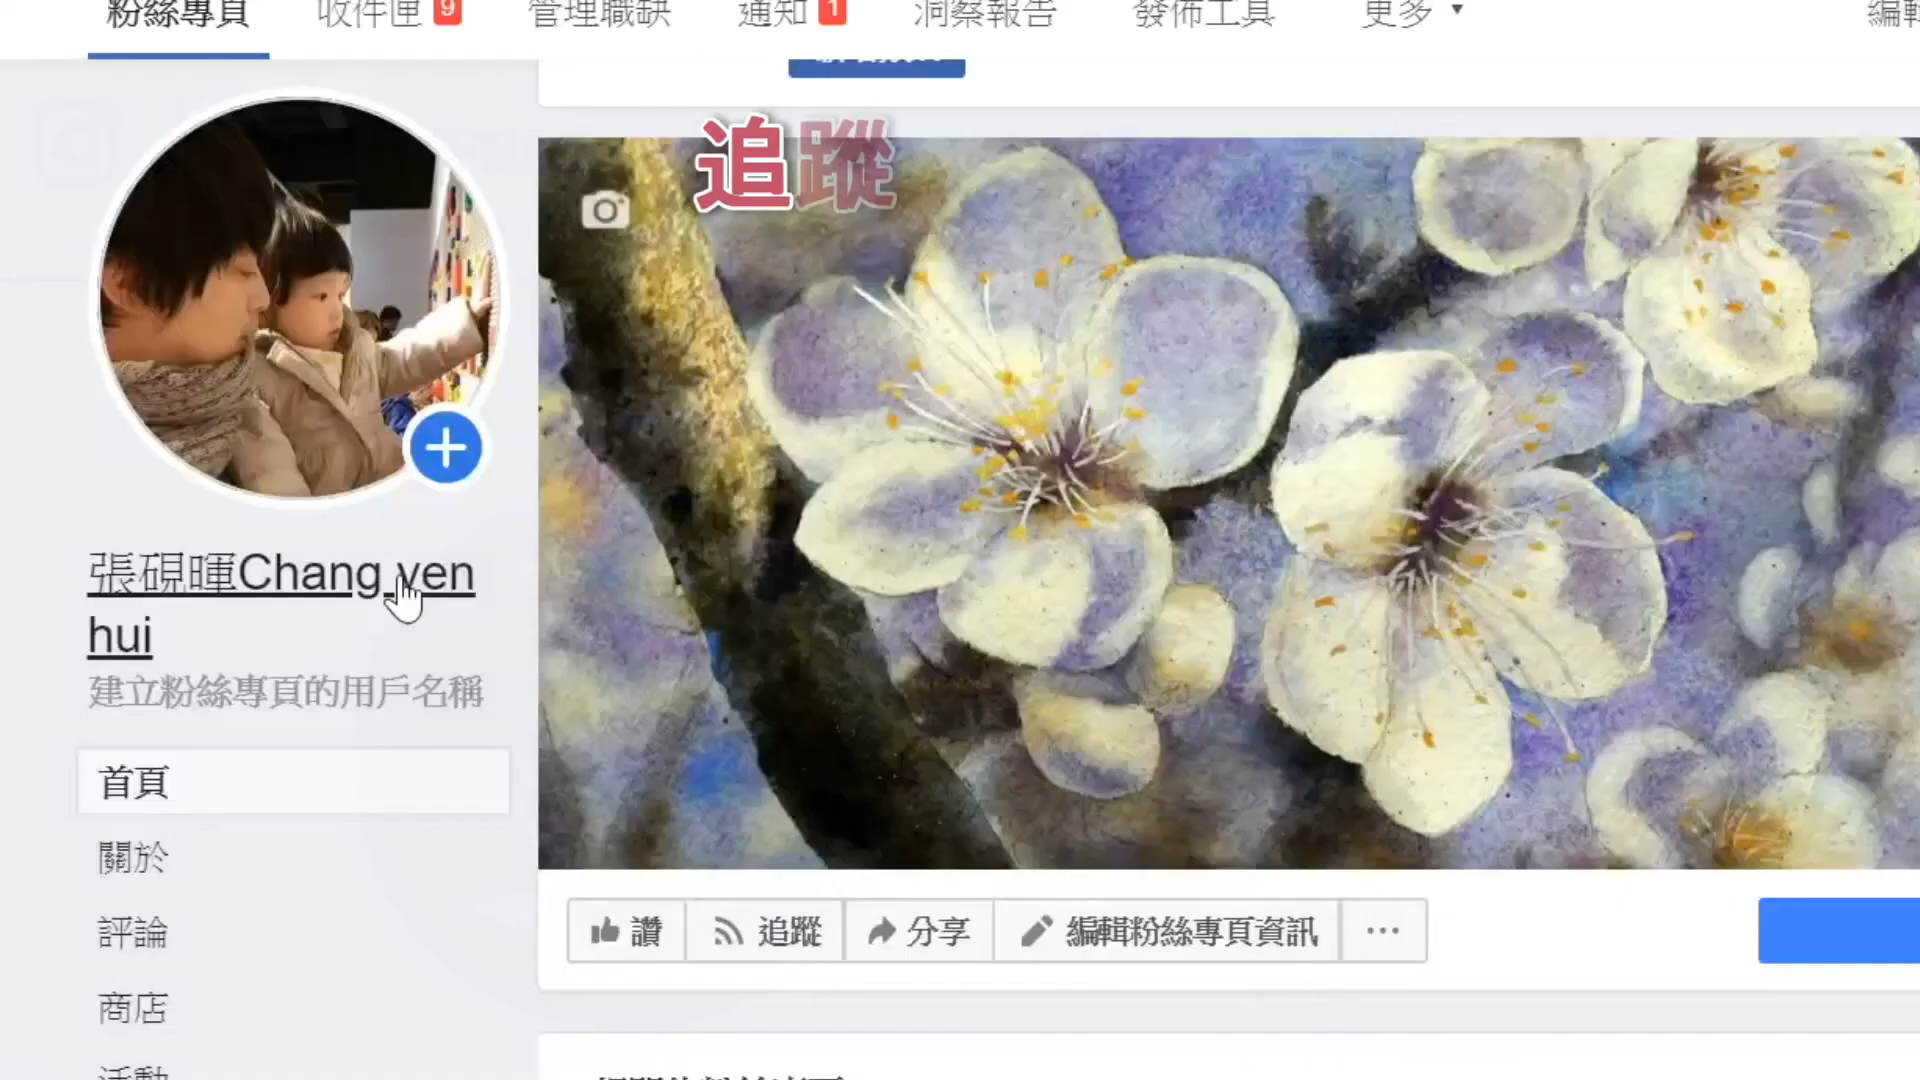 粉絲專頁
收件匣 9
管理職缺
通知 1
洞察報告
發佈工具
更多
追蹤
張硯暉Chang yen
hui
建立粉絲專頁的用戶名稱
首頁
關於
評論
商店
活動
讚
追蹤
分享
編輯粉絲專頁資訊